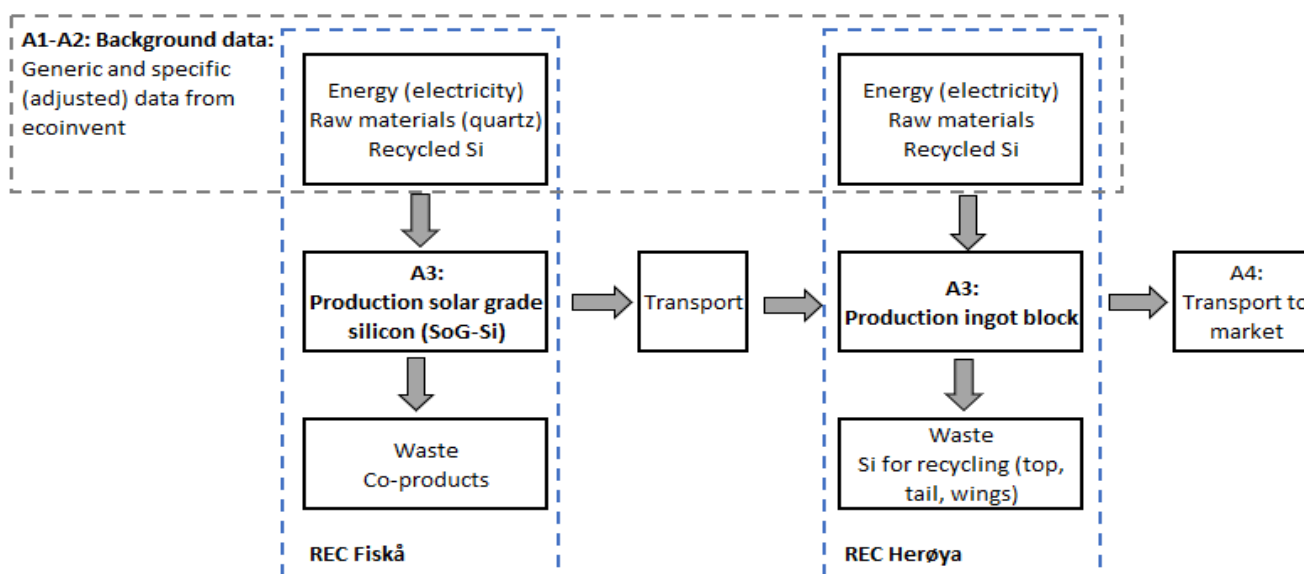 A1-A2: Background data:
Generic and specific
(adjusted) data from
ecoinvent
Energy (electricity)
Raw materials (quartz)
Recycled Si
Energy (electricity)
Raw materials
Recycled Si
A3:
Production solar grade
silicon (SoG-Si)
Transport
A3:
Production ingot block
A4:
Transport to
market
Waste
Co-products
Waste
Si for recycling (top,
tail, wings)
REC Fiskå
REC Herøya